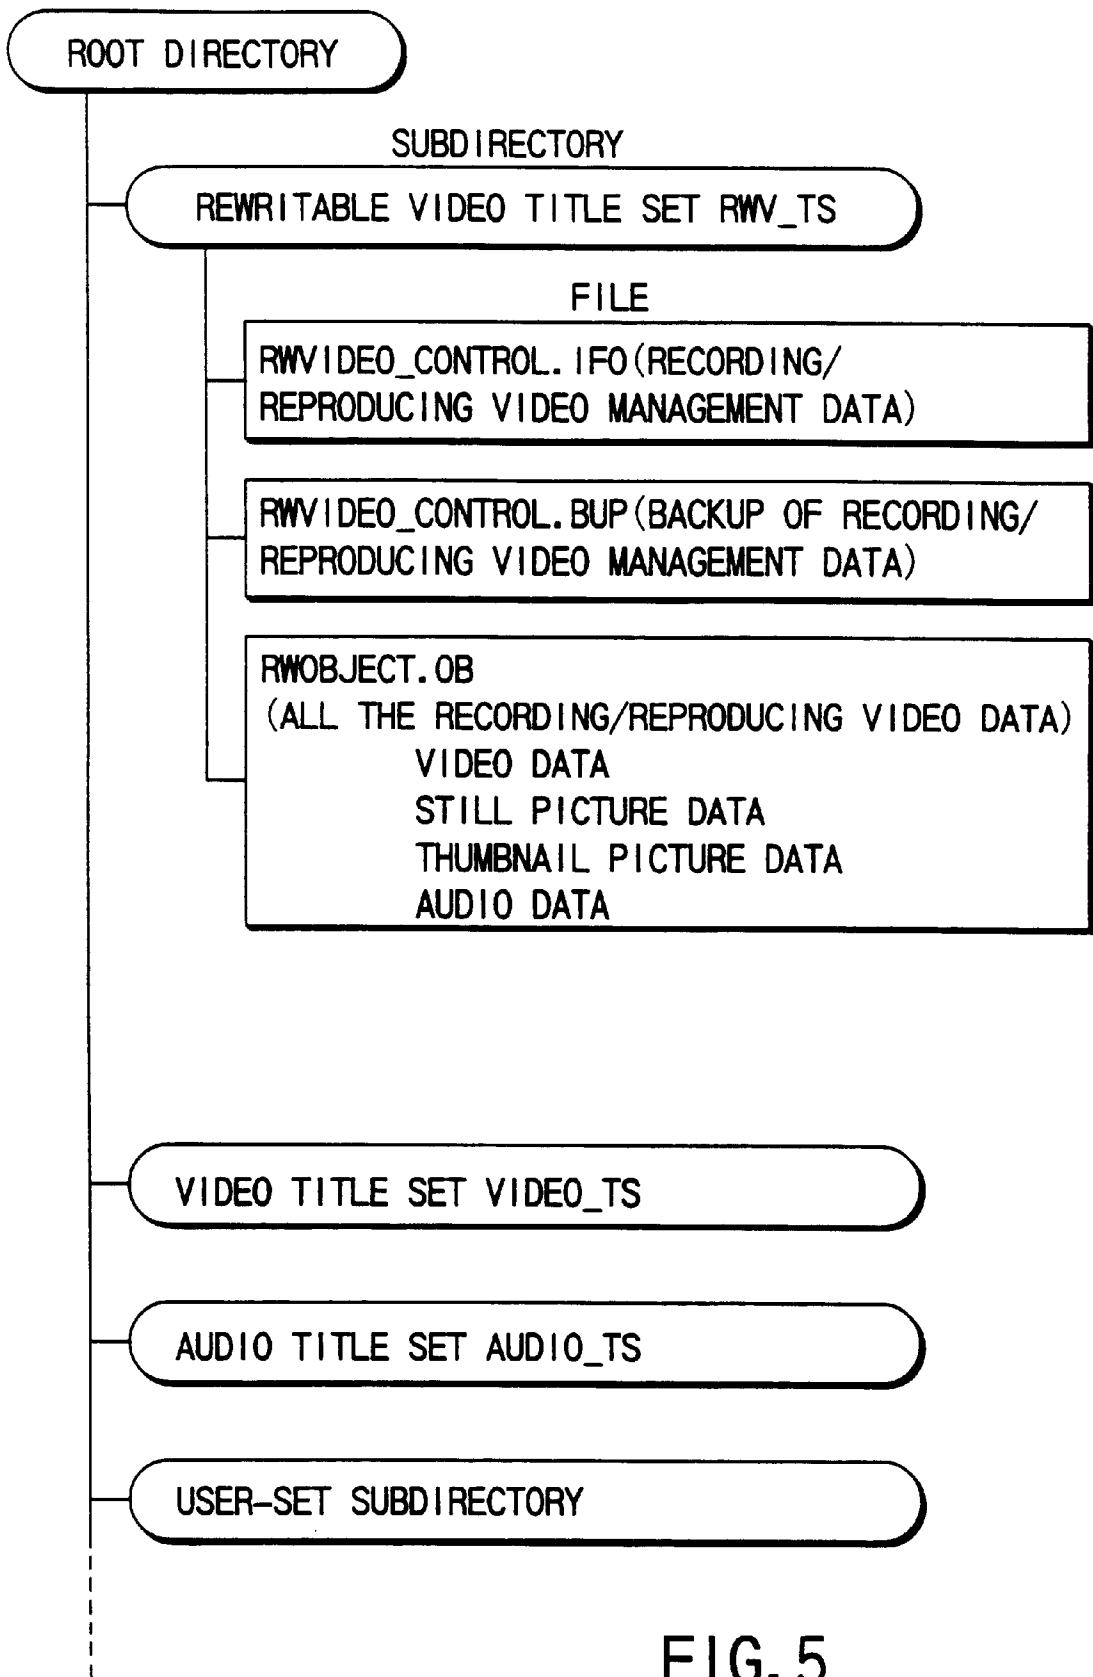 ROOT DIRECTORY
SUBDIRECTORY
REWRITABLE VIDEO TITLE SET RWV_TS
FILE
RWVIDEO_CONTROL.IFO(RECORDING/
REPRODUCING VIDEO MANAGEMENT DATA)
RWVIDEO_CONTROL.BUP(BACKUP OF RECORDING/
REPRODUCING VIDEO MANAGEMENT DATA)
RWOBJECT.OB
(ALL THE RECORDING/REPRODUCING VIDEO DATA)
VIDEO DATA
STILL PICTURE DATA
THUMBNAIL PICTURE DATA
AUDIO DATA
VIDEO TITLE SET VIDEO_TS
AUDIO TITLE SET AUDIO_TS
USER-SET SUBDIRECTORY
FIG.5